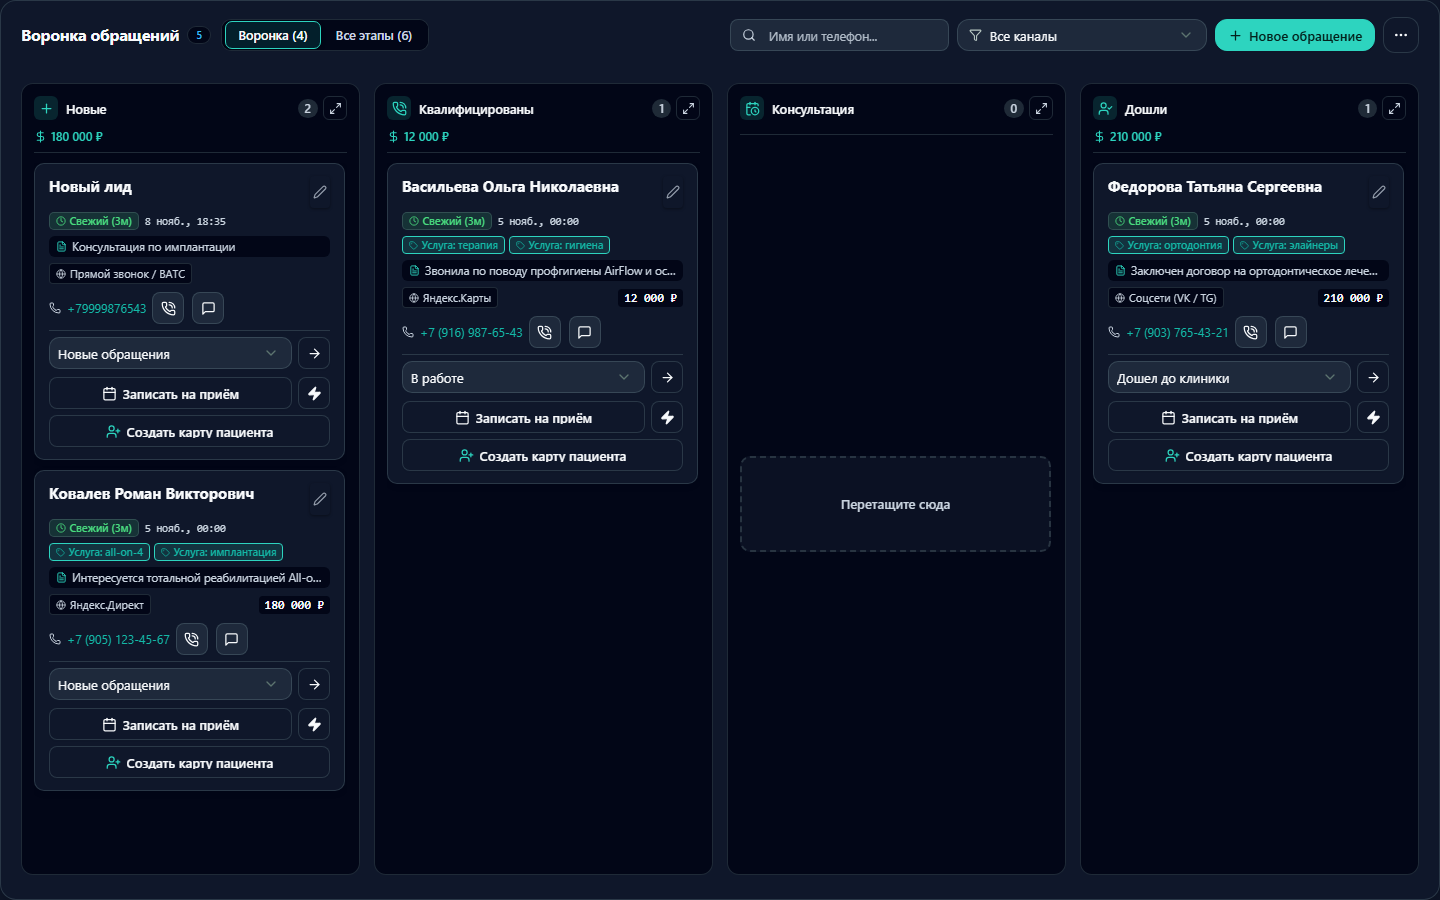 Воронка обращений 5 Воронка (4) Все этапы (6) Имя или телефон... Все каналы Новое обращение
Новые 2
180 000 ₽
Новый лид
Свежий (3м) 8 нояб., 18:35
Консультация по имплантации
Прямой звонок / ВАТС
+79999876543
Новые обращения
Записать на приём
Создать карту пациента
Ковалев Роман Викторович
Свежий (3м) 5 нояб., 00:00
Услуга: all-on-4 Услуга: имплантация
Интересуется тотальной реабилитацией All-o...
Яндекс.Директ 180 000 ₽
+7 (905) 123-45-67
Новые обращения
Записать на приём
Создать карту пациента
Квалифицированы 1
12 000 ₽
Васильева Ольга Николаевна
Свежий (3м) 5 нояб., 00:00
Услуга: терапия Услуга: гигиена
Звонила по поводу профгигиены AirFlow и ос...
Яндекс.Карты 12 000 ₽
+7 (916) 987-65-43
В работе
Записать на приём
Создать карту пациента
Консультация 0
Перетащите сюда
Дошли 1
210 000 ₽
Федорова Татьяна Сергеевна
Свежий (3м) 5 нояб., 00:00
Услуга: ортодонтия Услуга: элайнеры
Заключен договор на ортодонтическое лече...
Соцсети (VK / TG) 210 000 ₽
+7 (903) 765-43-21
Дошел до клиники
Записать на приём
Создать карту пациента